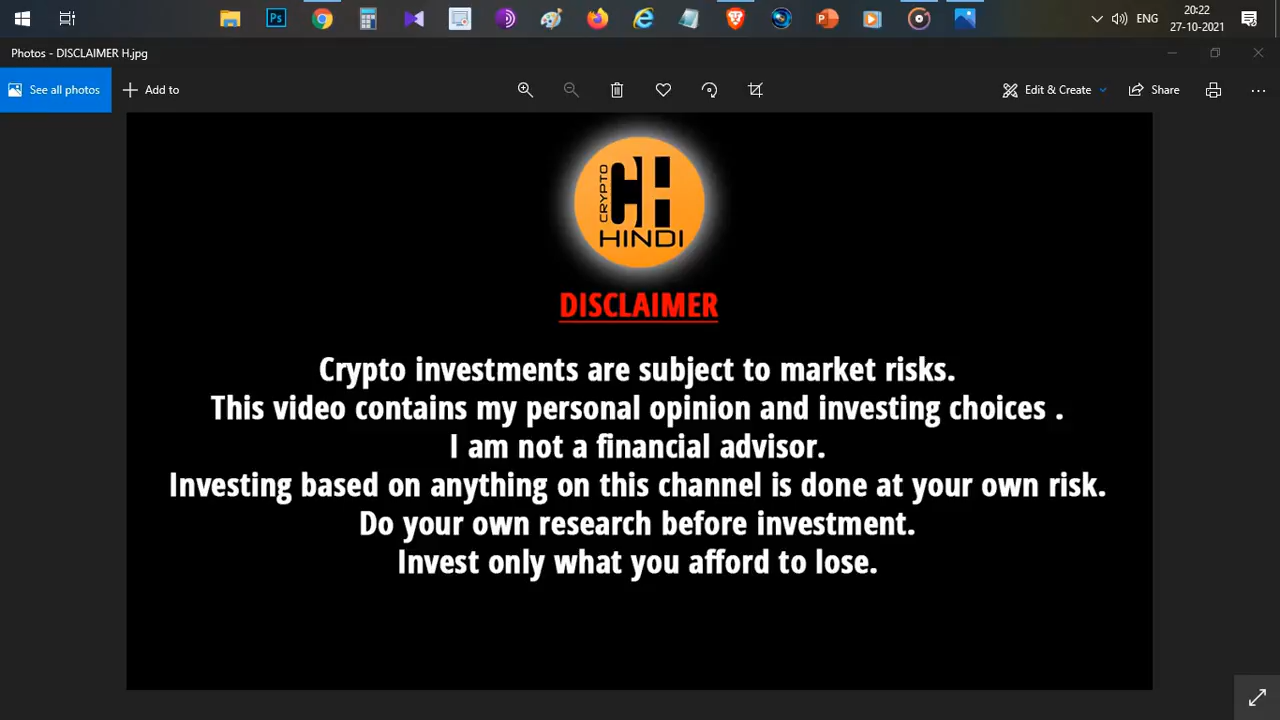 Ps
ENG
20:22
27-10-2021
Photos - DISCLAIMER H.jpg
See all photos
Add to
Edit & Create
Share
CRYPTO
CH
HINDI
DISCLAIMER
Crypto investments are subject to market risks.
This video contains my personal opinion and investing choices .
I am not a financial advisor.
Investing based on anything on this channel is done at your own risk.
Do your own research before investment.
Invest only what you afford to lose.